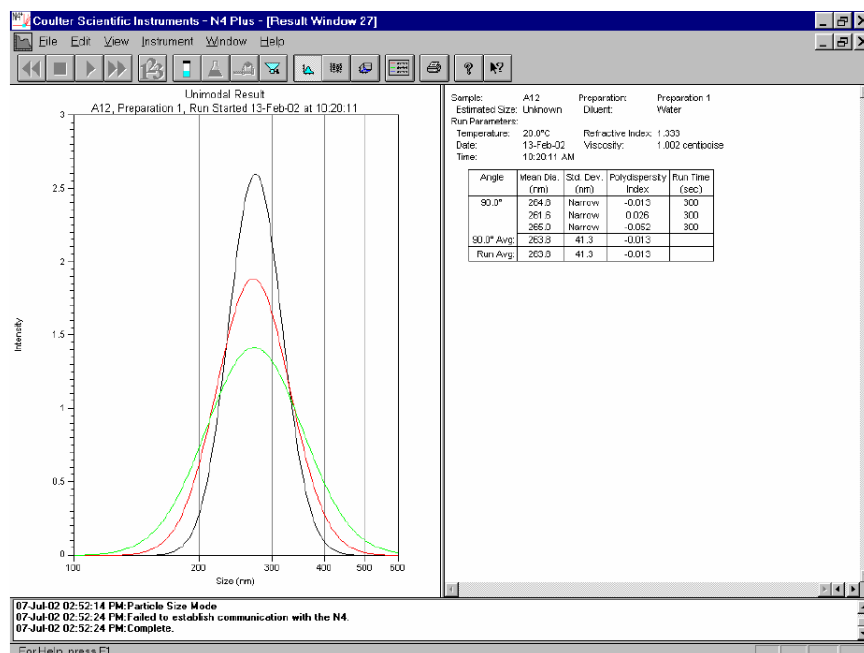 Coulter Scientific Instruments - N4 Plus - [Result Window 27]
File Edit View Instrument Window Help
123
Unimodal Result
A12, Preparation 1, Run Started 13-Feb-02 at 10:20:11
3
2.5
2
1.5
1
0.5
0
Intensity
100 200 300 400 500 600
Size (nm)
Sample: A12 Preparation: Preparation 1
Estimated Size: Unknown Diluent: Water
Run Parameters:
Temperature: 20.0°C Refractive Index: 1.333
Date: 13-Feb-02 Viscosity: 1.002 centipoise
Time: 10:20:11 AM
Angle Mean Dia. Std. Dev. Polydispersity Run Time
(nm) (nm) Index (sec)
90.0° 264.8 Narrow -0.013 300
261.6 Narrow 0.026 300
265.0 Narrow -0.052 300
90.0° Avg: 263.8 41.3 -0.013
Run Avg: 263.8 41.3 -0.013
07-Jul-02 02:52:14 PM:Particle Size Mode
07-Jul-02 02:52:24 PM:Failed to establish communication with the N4.
07-Jul-02 02:52:24 PM:Complete.
For Help, press F1